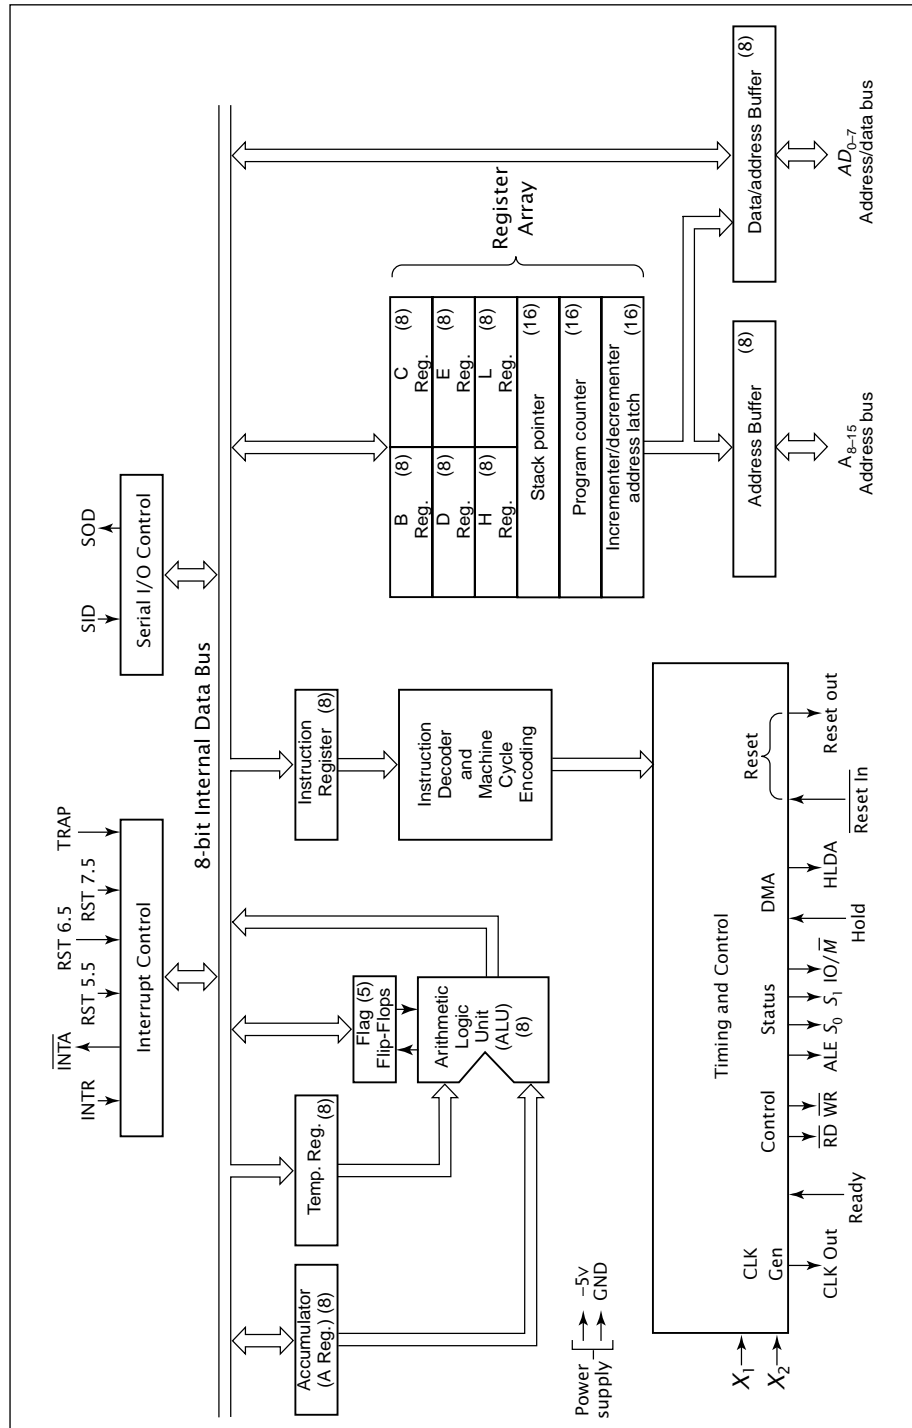 INTR
INTA
RST 5.5
RST 6.5
RST 7.5
TRAP
Interrupt Control
SID
SOD
Serial I/O Control
8-bit Internal Data Bus
Accumulator
(A Reg.) (8)
Temp. Reg.
(8)
Flag (5)
Flip-Flops
Arithmetic
Logic
Unit
(ALU)
(8)
Instruction
Register (8)
Instruction
Decoder
and
Machine
Cycle
Encoding
B (8)
Reg.
C (8)
Reg.
D (8)
Reg.
E (8)
Reg.
H (8)
Reg.
L (8)
Reg.
Stack pointer (16)
Program counter (16)
Incrementer/decrementer
address latch (16)
Register
Array
Power
supply
–5v
GND
X1
X2
Timing and Control
CLK
Gen
Control
Status
DMA
Reset
CLK Out
Ready
RD WR
ALE S0 S1 IO/M
Hold
HLDA
Reset In
Reset out
Address Buffer (8)
Data/address Buffer (8)
A8–15
Address bus
AD0–7
Address/data bus